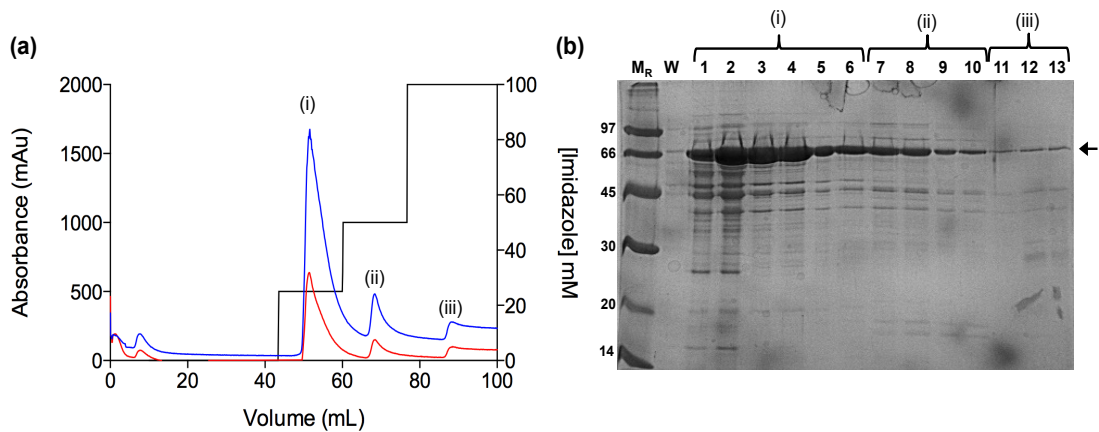 (a)
Absorbance (mAu)
2000
1500
1000
500
0
0 20 40 60 80 100
Volume (mL)
100
80
60
40
20
0
[Imidazole] mM
(i)
(ii)
(iii)
(b)
(i) (ii) (iii)
MR W 1 2 3 4 5 6 7 8 9 10 11 12 13
97
66
45
30
20
14